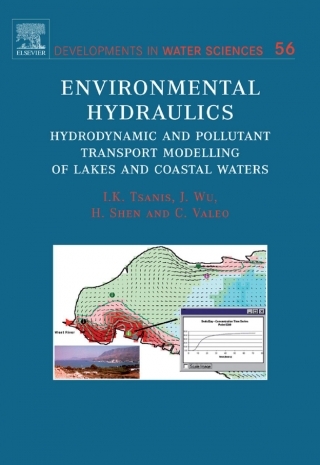 ELSEVIER
DEVELOPMENTS IN WATER SCIENCES 56
ENVIRONMENTAL
HYDRAULICS
HYDRODYNAMIC AND POLLUTANT
TRANSPORT MODELLING
OF LAKES AND COASTAL WATERS
I.K. TSANIS, J. WU,
H. SHEN AND C. VALEO